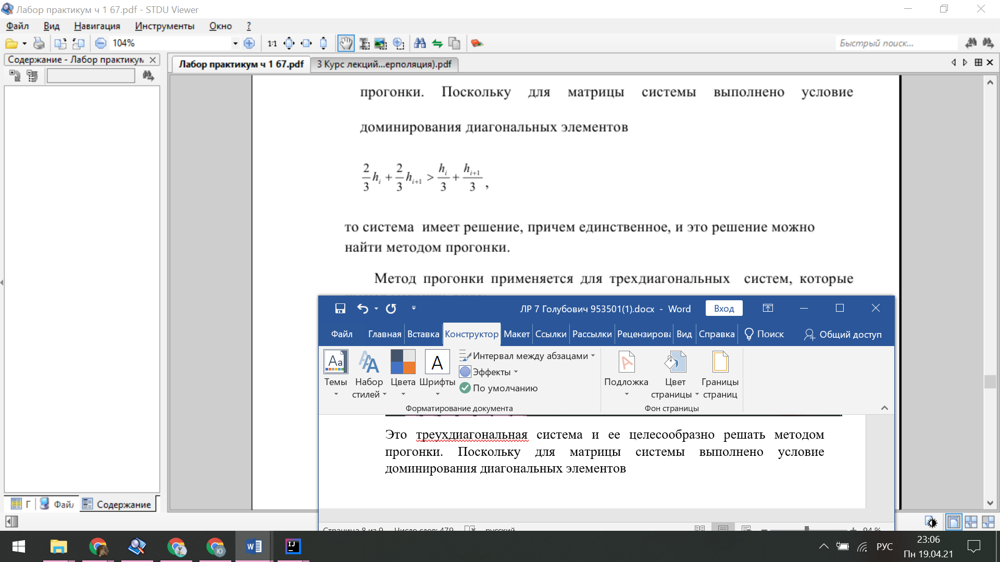 Лабор практикум ч 1 67.pdf - STDU Viewer
Файл Вид Навигация Инструменты Окно ?
104% 1:1 Быстрый поиск...
Содержание - Лабор практикум
Лабор практикум ч 1 67.pdf 3 Курс лекций...ерполяция).pdf
прогонки. Поскольку для матрицы системы выполнено условие
доминирования диагональных элементов
2/3 h_i + 2/3 h_{i+1} > h_i/3 + h_{i+1}/3 ,
то система имеет решение, причем единственное, и это решение можно
найти методом прогонки.
Метод прогонки применяется для трехдиагональных систем, которые
ЛР 7 Голубович 953501(1).docx - Word Вход
Файл Главная Вставка Конструктор Макет Ссылки Рассылки Рецензирова Вид Справка Поиск Общий доступ
Темы Набор стилей Цвета Шрифты
Интервал между абзацами
Эффекты
По умолчанию
Подложка Цвет страницы Границы страниц
Форматирование документа Фон страницы
Это треухдиагональная система и ее целесообразно решать методом
прогонки. Поскольку для матрицы системы выполнено условие
доминирования диагональных элементов
Г Файл Содержание
Страница 8 из 9 Число слов: 479 русский 94 %
РУС 23:06
Пн 19.04.21